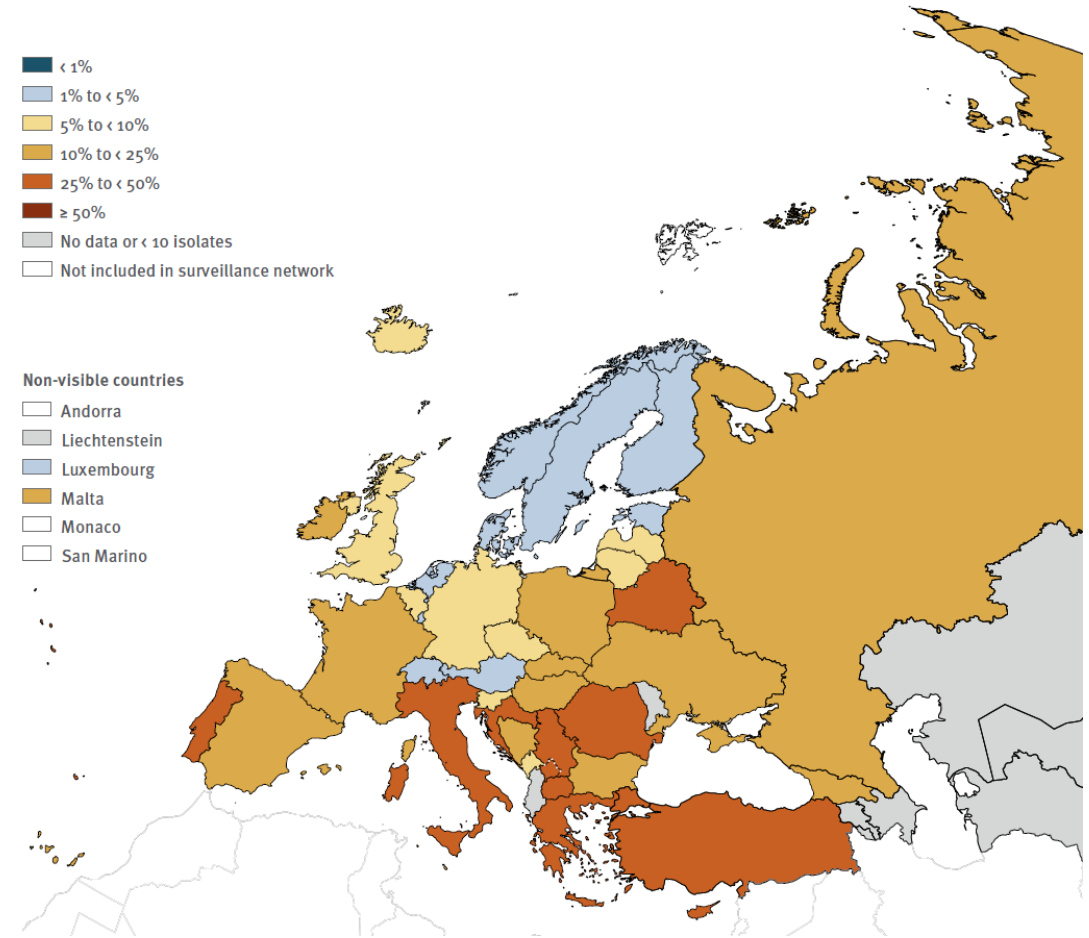 < 1%
1% to < 5%
5% to < 10%
10% to < 25%
25% to < 50%
≥ 50%
No data or < 10 isolates
Not included in surveillance network
Non-visible countries
Andorra
Liechtenstein
Luxembourg
Malta
Monaco
San Marino